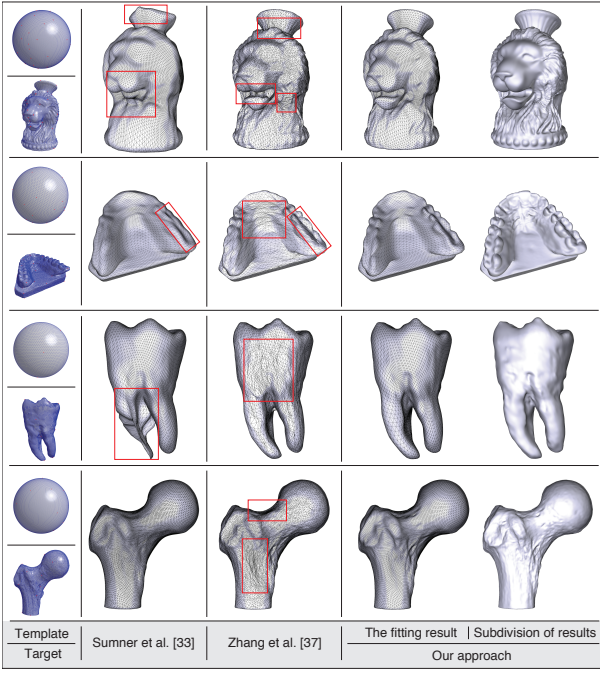 Template
Target
Sumner et al. [33]
Zhang et al. [37]
The fitting result | Subdivision of results
Our approach